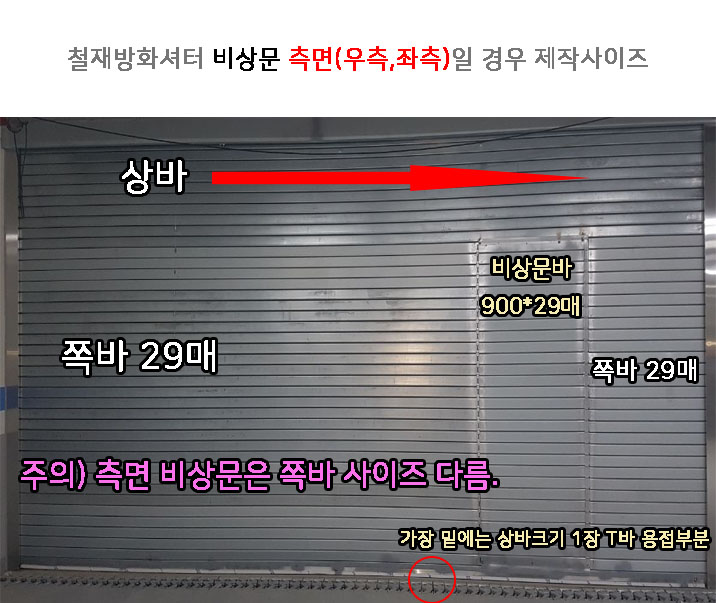 철재방화셔터 비상문 측면(우측,좌측)일 경우 제작사이즈
상바
비상문바
900*29매
쪽바 29매
쪽바 29매
주의) 측면 비상문은 쪽바 사이즈 다름.
가장 밑에는 상바크기 1장 T바 용접부분